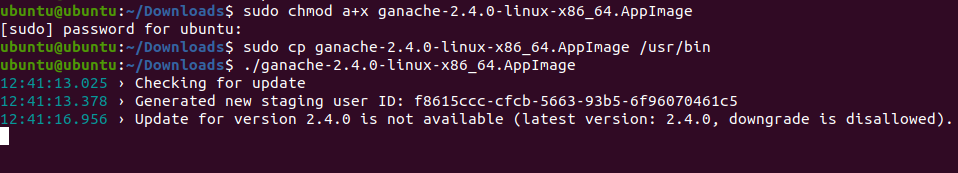 ubuntu@ubuntu:~/Downloads$ sudo chmod a+x ganache-2.4.0-linux-x86_64.AppImage
[sudo] password for ubuntu:
ubuntu@ubuntu:~/Downloads$ sudo cp ganache-2.4.0-linux-x86_64.AppImage /usr/bin
ubuntu@ubuntu:~/Downloads$ ./ganache-2.4.0-linux-x86_64.AppImage
12:41:13.025 › Checking for update
12:41:13.378 › Generated new staging user ID: f8615ccc-cfcb-5663-93b5-6f96070461c5
12:41:16.956 › Update for version 2.4.0 is not available (latest version: 2.4.0, downgrade is disallowed).